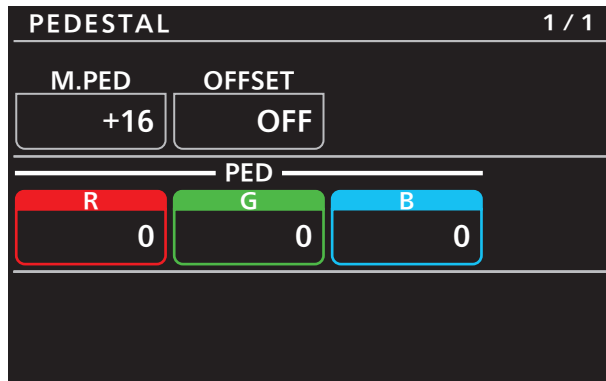 PEDESTAL 1 / 1
M.PED OFFSET
+16 OFF
PED
R G B
0 0 0